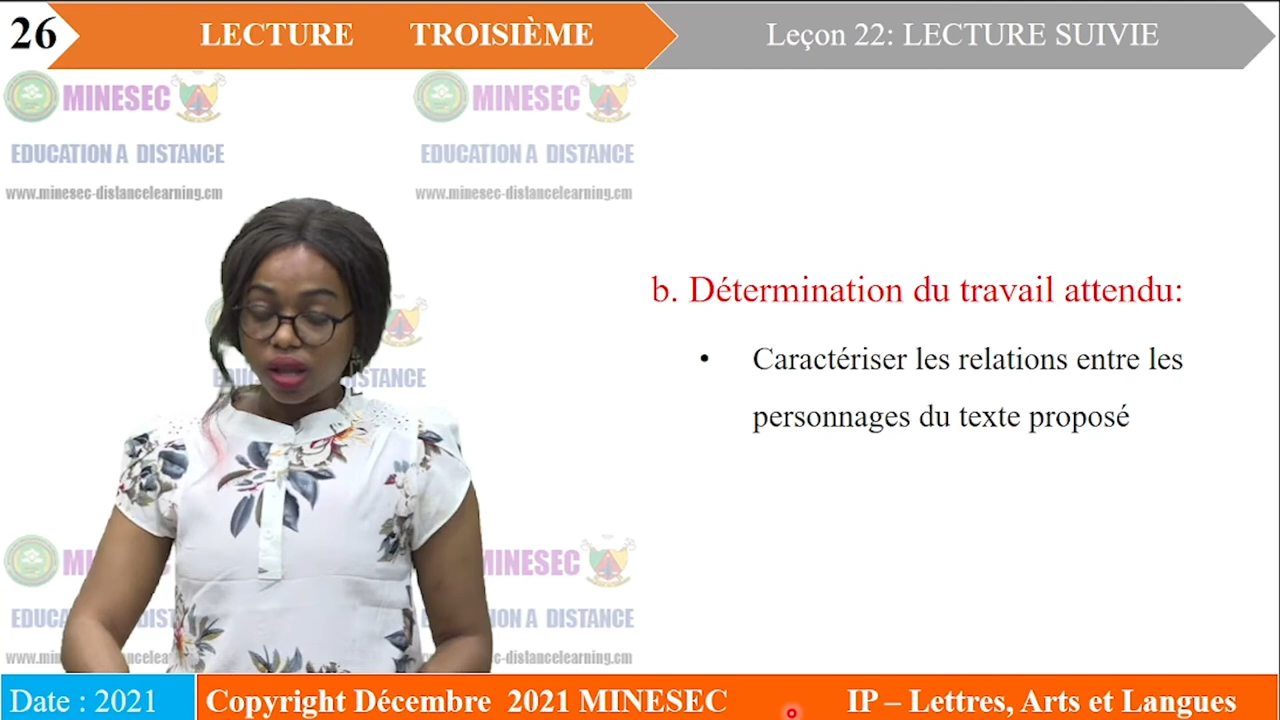 26
LECTURE TROISIÈME
Leçon 22: LECTURE SUIVIE
MINESEC
EDUCATION A DISTANCE
www.minesec-distancelearning.cm
MINESEC
EDUCATION A DISTANCE
www.minesec-distancelearning.cm
b. Détermination du travail attendu:
• Caractériser les relations entre les
personnages du texte proposé
MINESEC
DISTANCE
Date : 2021
Copyright Décembre 2021 MINESEC
IP – Lettres, Arts et Langues